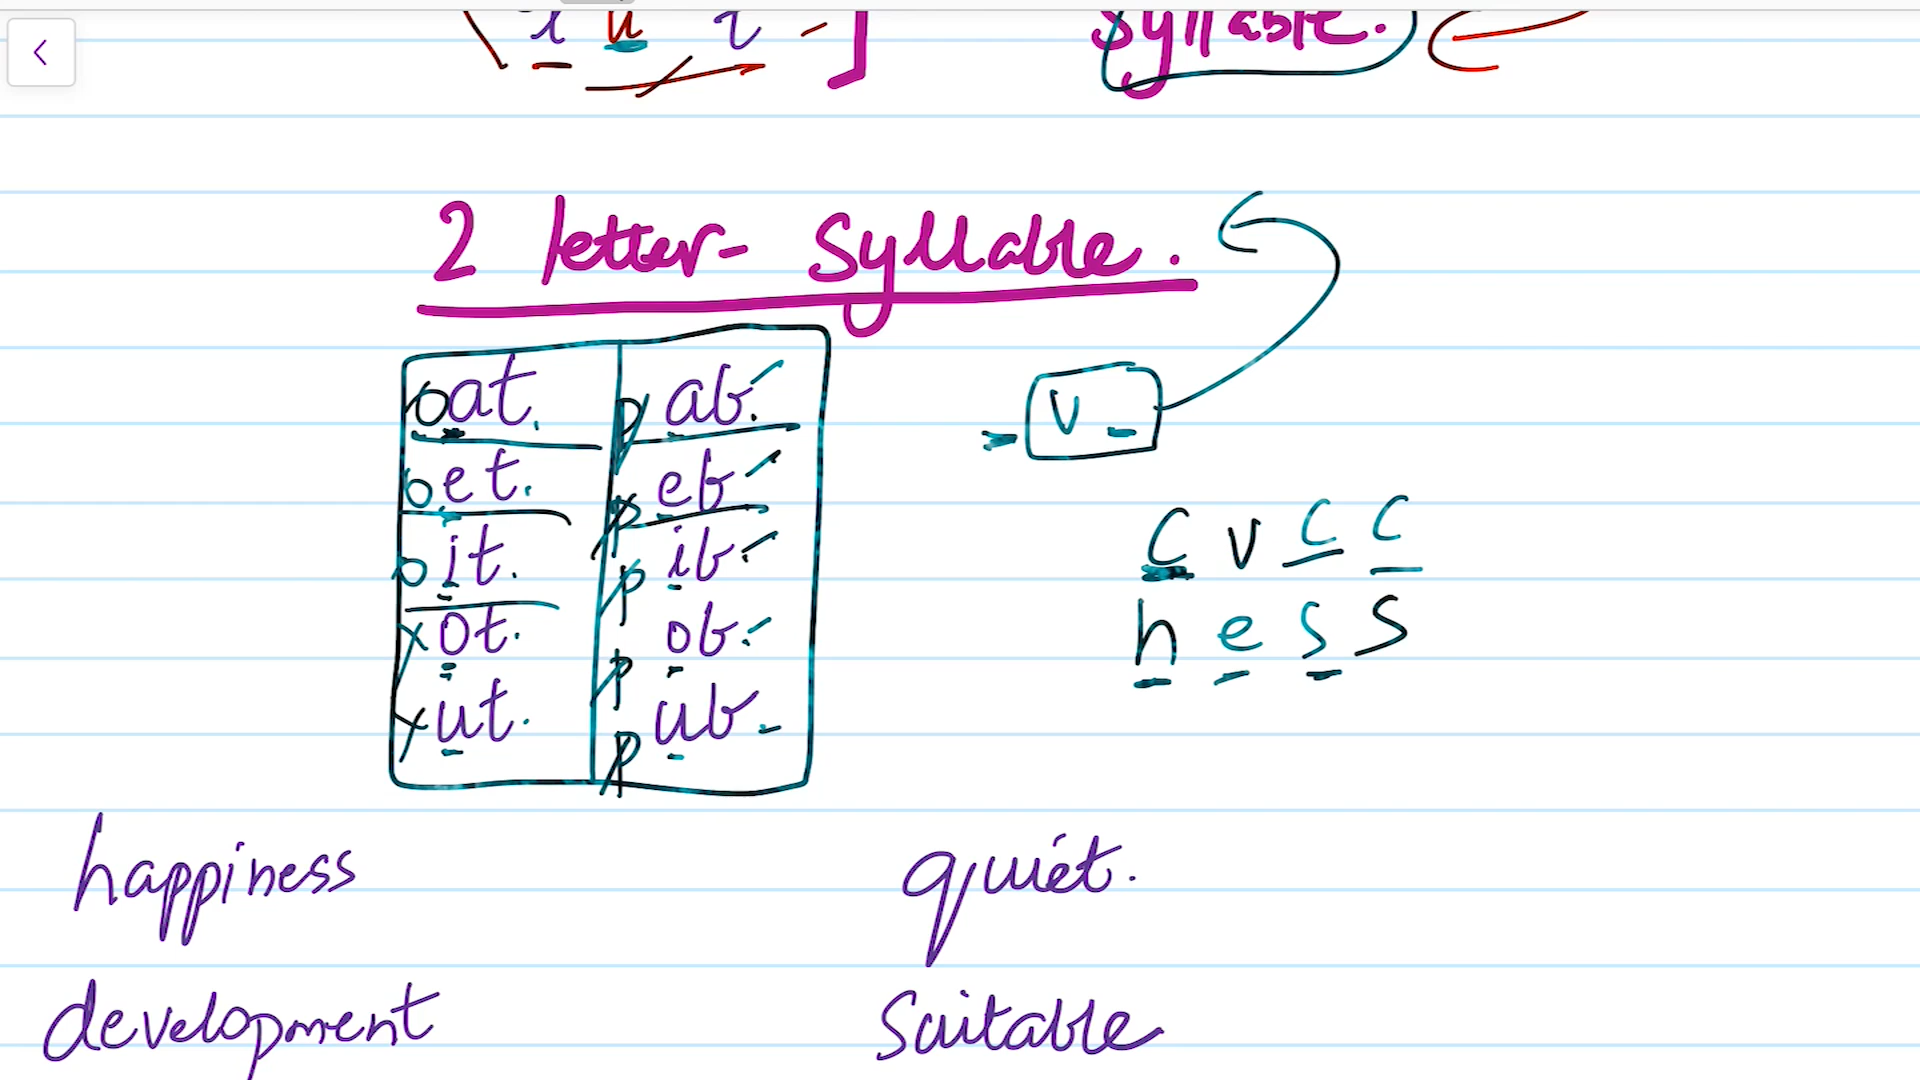 syllable.
2 letter- Syllable.
at. ab.
et. eb
it. ib
ot. ob.
ut. ub
V _
C V C C
h e s s
happiness quiet.
development Suitable